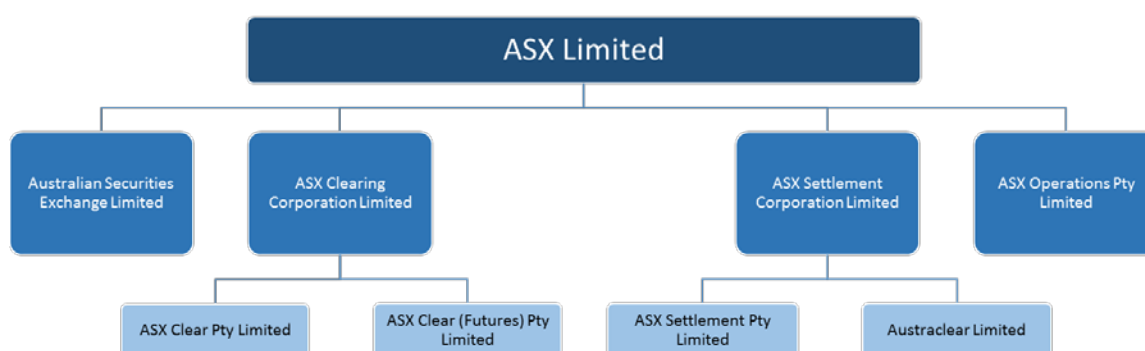 ASX Limited
Australian Securities
Exchange Limited
ASX Clearing
Corporation Limited
ASX Settlement
Corporation Limited
ASX Operations Pty
Limited
ASX Clear Pty Limited
ASX Clear (Futures) Pty
Limited
ASX Settlement Pty
Limited
Austraclear Limited